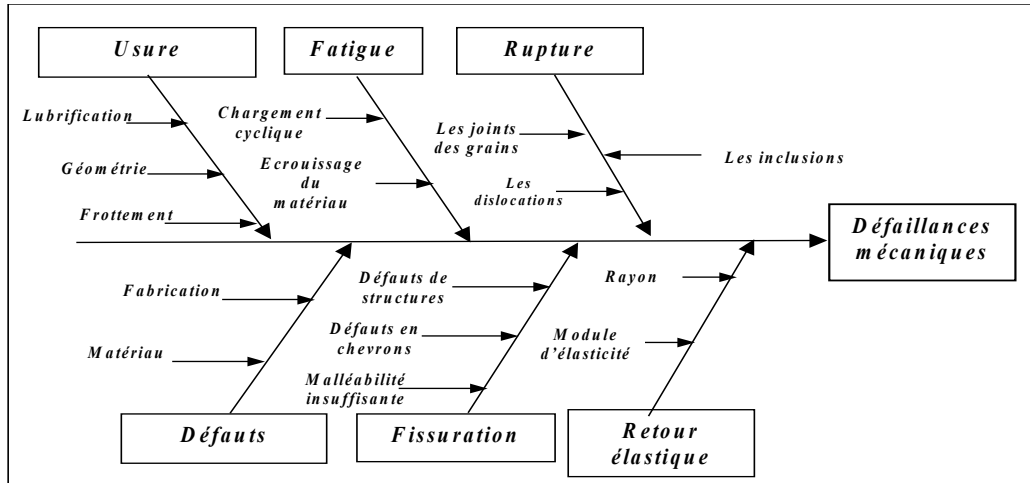 Usure
Fatigue
Rupture
Lubrification
Géométrie
Frottement
Chargement
cyclique
Ecrouissage
du
matériau
Les joints
des grains
Les
dislocations
Les inclusions
Défaillances
mécaniques
Fabrication
Matériau
Défauts de
structures
Défauts en
chevrons
Malléabilité
insuffisante
Rayon
Module
d'élasticité
Défauts
Fissuration
Retour
élastique